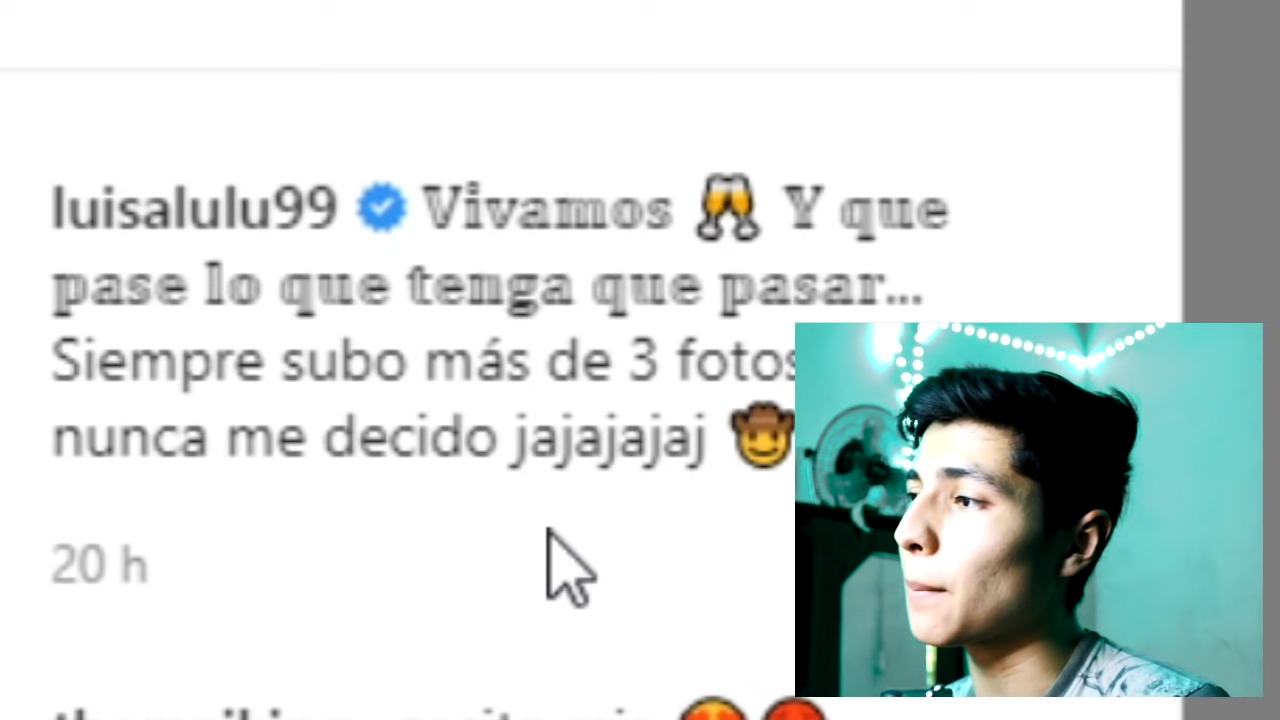 luisalulu99 𝕍𝕚𝕧𝕒𝕞𝕠𝕤 🥂 𝕐 𝕢𝕦𝕖
𝕡𝕒𝕤𝕖 𝕝𝕠 𝕢𝕦𝕖 𝕥𝕖𝕟𝕘𝕒 𝕢𝕦𝕖 𝕡𝕒𝕤𝕒𝕣...
Siempre subo más de 3 fotos
nunca me decido jajajajaj 🤠
20 h